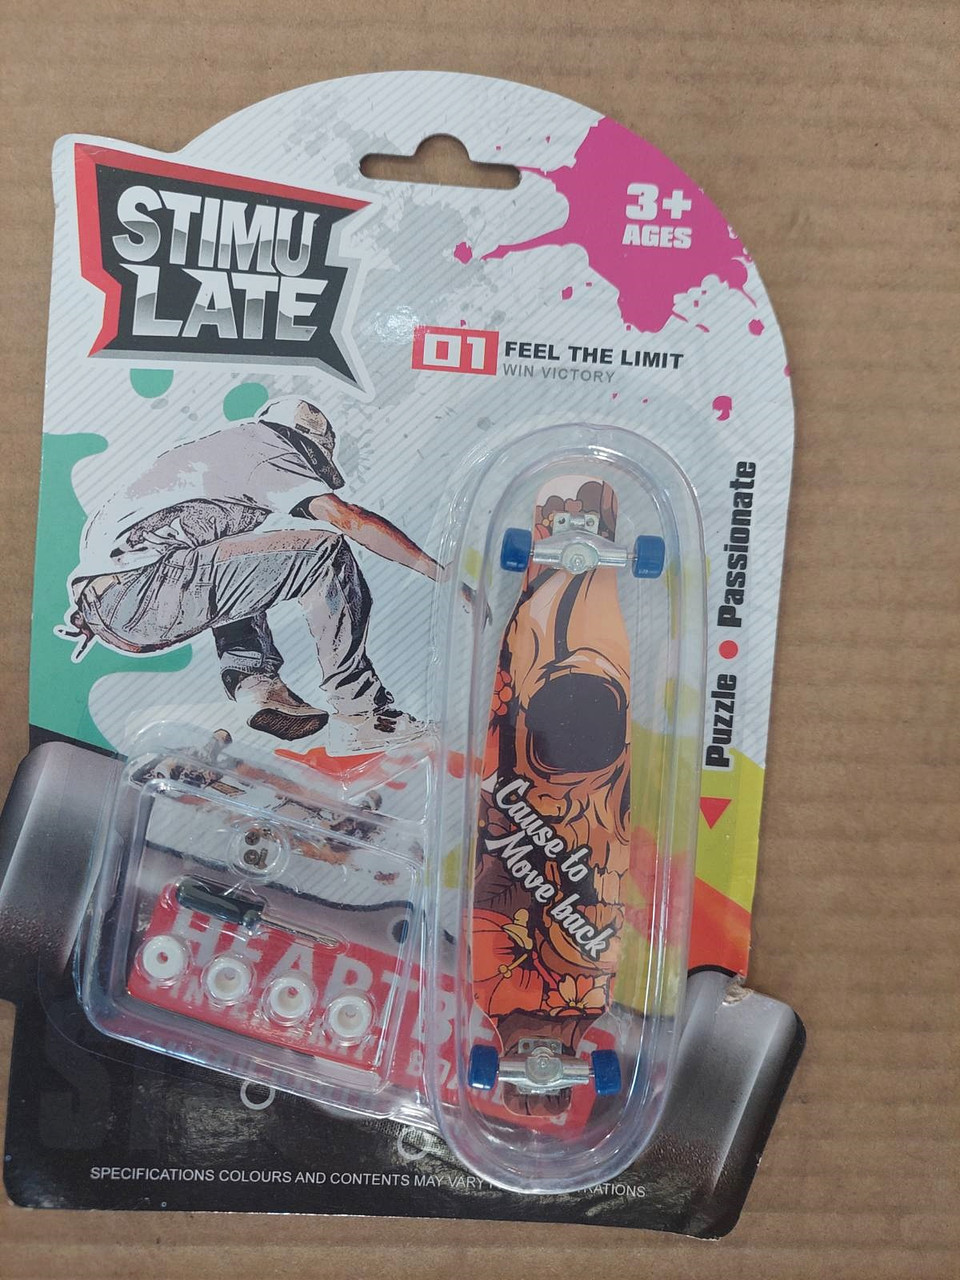 STIMU
LATE
3+
AGES
01 FEEL THE LIMIT
WIN VICTORY
Puzzle • Passionate
Cause to
Move back
SPECIFICATIONS COLOURS AND CONTENTS MAY VARY